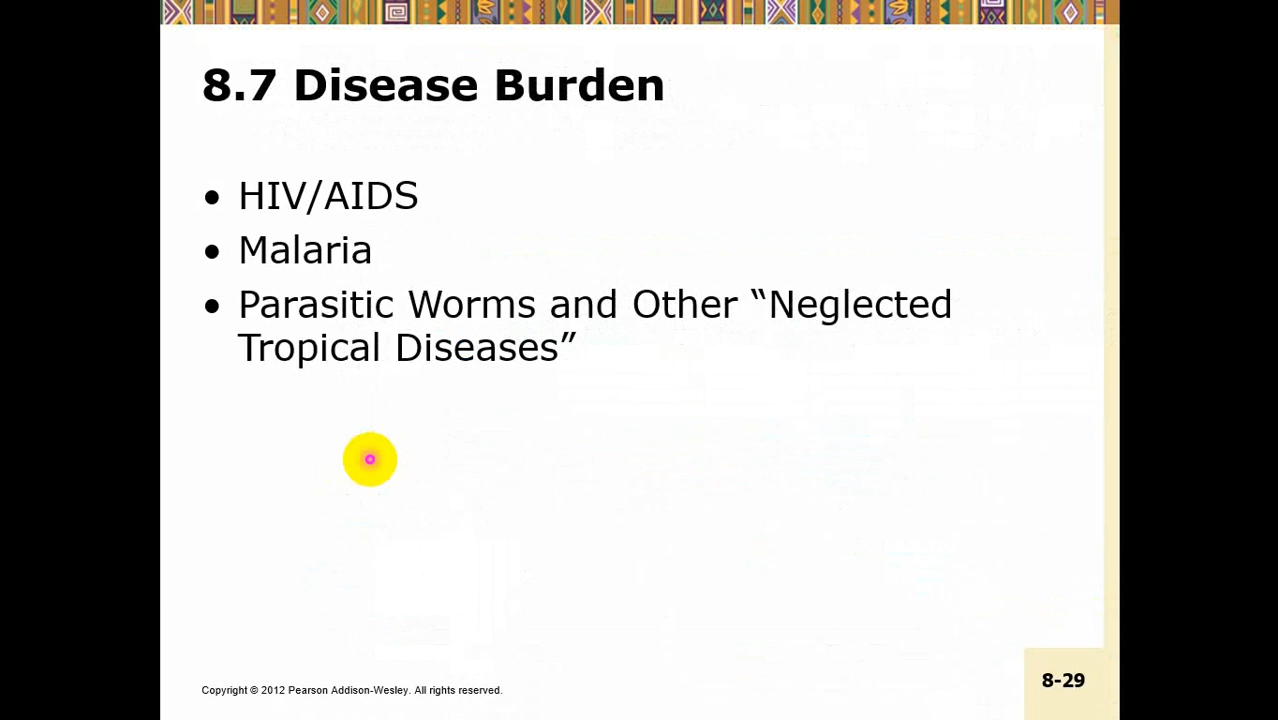 8.7 Disease Burden
• HIV/AIDS
• Malaria
• Parasitic Worms and Other “Neglected
Tropical Diseases”
Copyright © 2012 Pearson Addison-Wesley. All rights reserved.
8-29